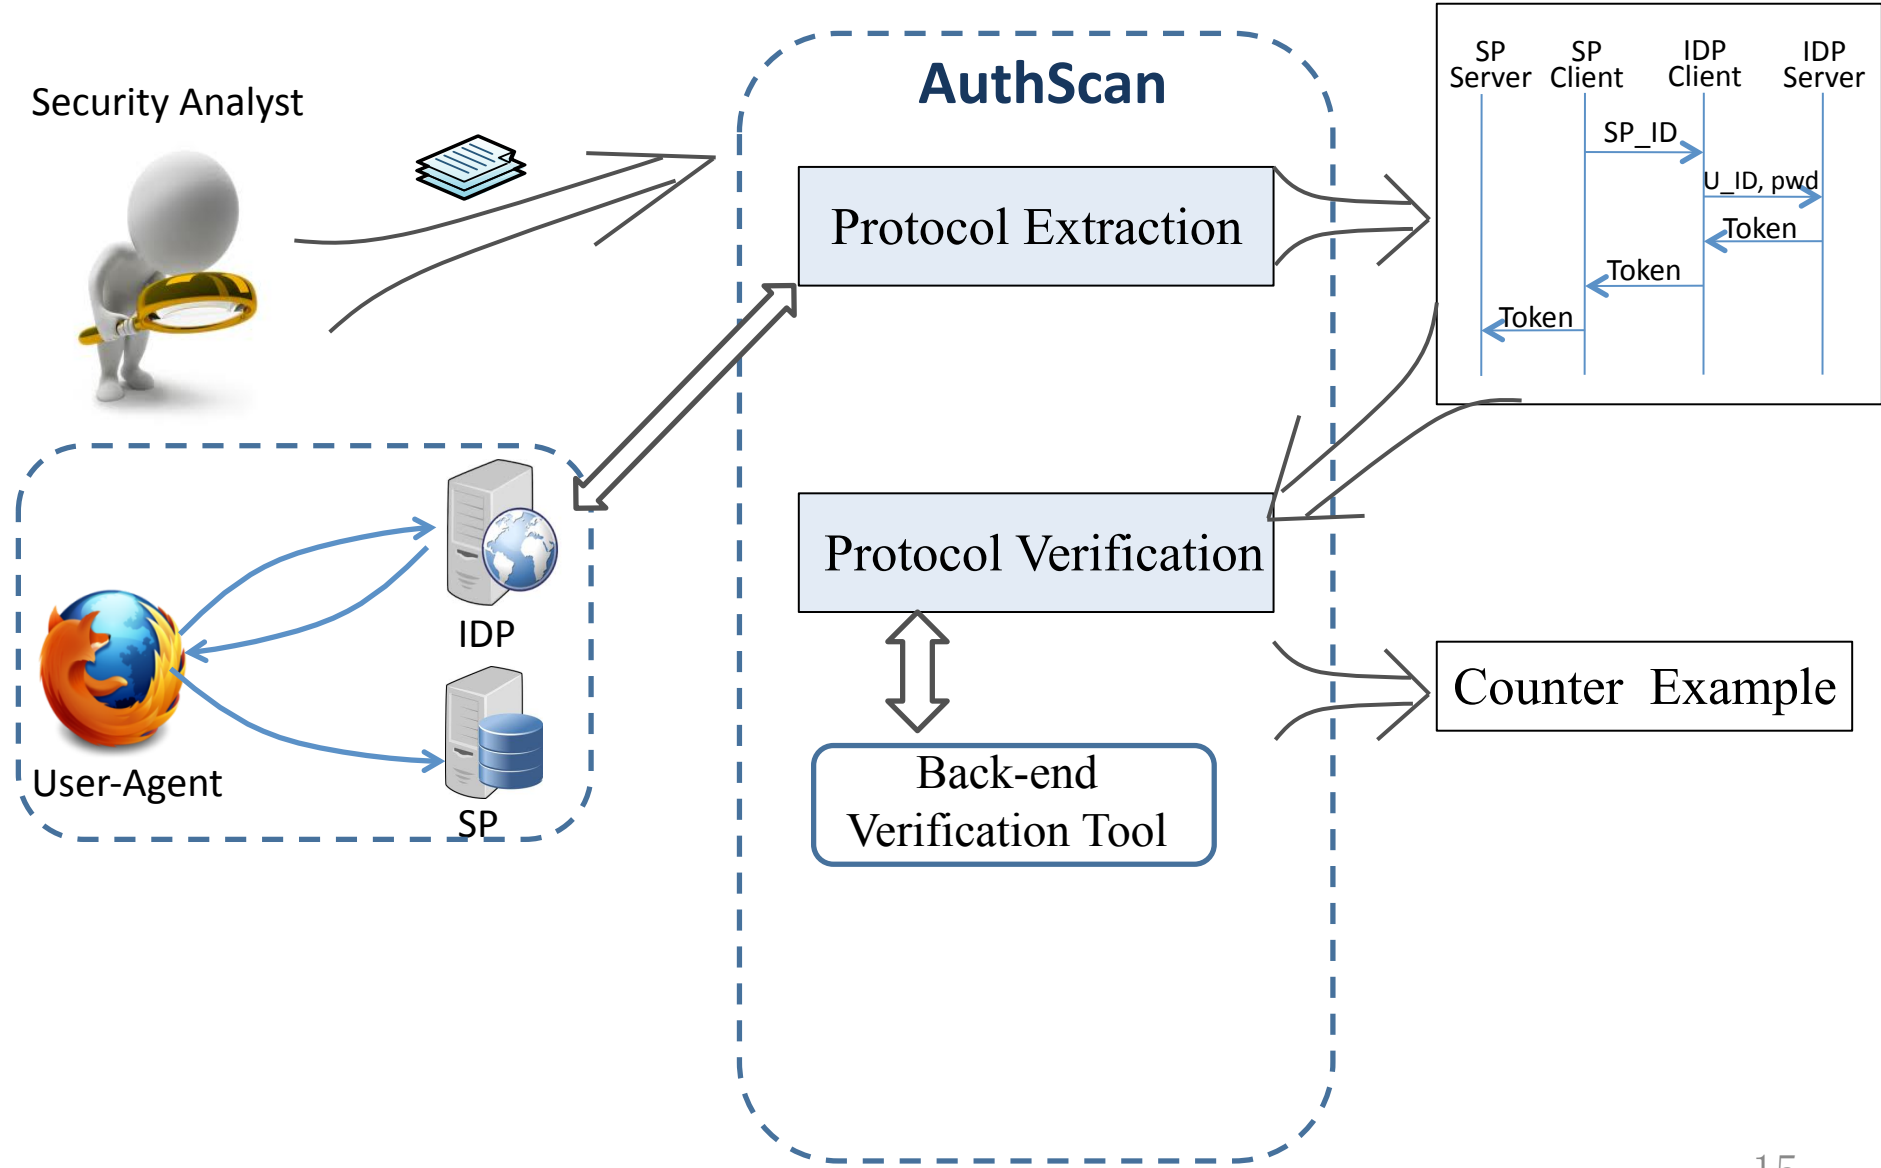 AuthScan
Security Analyst
Protocol Extraction
SP Server
SP Client
IDP Client
IDP Server
SP_ID
U_ID, pwd
Token
Token
Token
IDP
User-Agent
SP
Protocol Verification
Back-end
Verification Tool
Counter Example
15